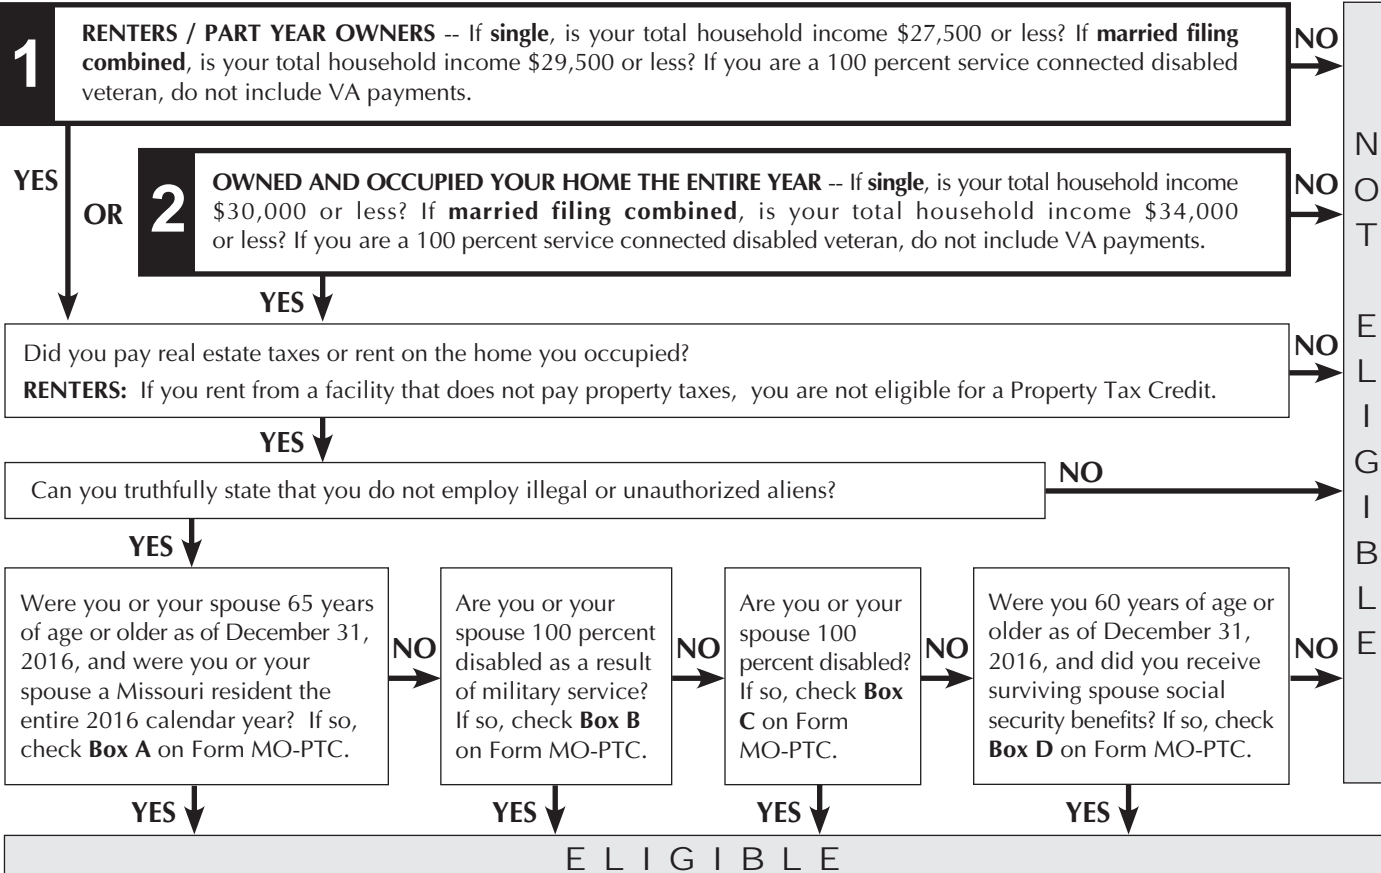 1
RENTERS / PART YEAR OWNERS -- If single, is your total household income $27,500 or less? If married filing
combined, is your total household income $29,500 or less? If you are a 100 percent service connected disabled
veteran, do not include VA payments.
NO
YES
OR
2
OWNED AND OCCUPIED YOUR HOME THE ENTIRE YEAR -- If single, is your total household income
$30,000 or less? If married filing combined, is your total household income $34,000
or less? If you are a 100 percent service connected disabled veteran, do not include VA payments.
NO
YES
Did you pay real estate taxes or rent on the home you occupied?
RENTERS: If you rent from a facility that does not pay property taxes, you are not eligible for a Property Tax Credit.
NO
YES
Can you truthfully state that you do not employ illegal or unauthorized aliens?
NO
YES
Were you or your spouse 65 years
of age or older as of December 31,
2016, and were you or your
spouse a Missouri resident the
entire 2016 calendar year? If so,
check Box A on Form MO-PTC.
NO
Are you or your
spouse 100 percent
disabled as a result
of military service?
If so, check Box B
on Form MO-PTC.
NO
Are you or your
spouse 100
percent disabled?
If so, check Box
C on Form
MO-PTC.
NO
Were you 60 years of age or
older as of December 31,
2016, and did you receive
surviving spouse social
security benefits? If so, check
Box D on Form MO-PTC.
NO
YES
YES
YES
YES
NOT ELIGIBLE
ELIGIBLE